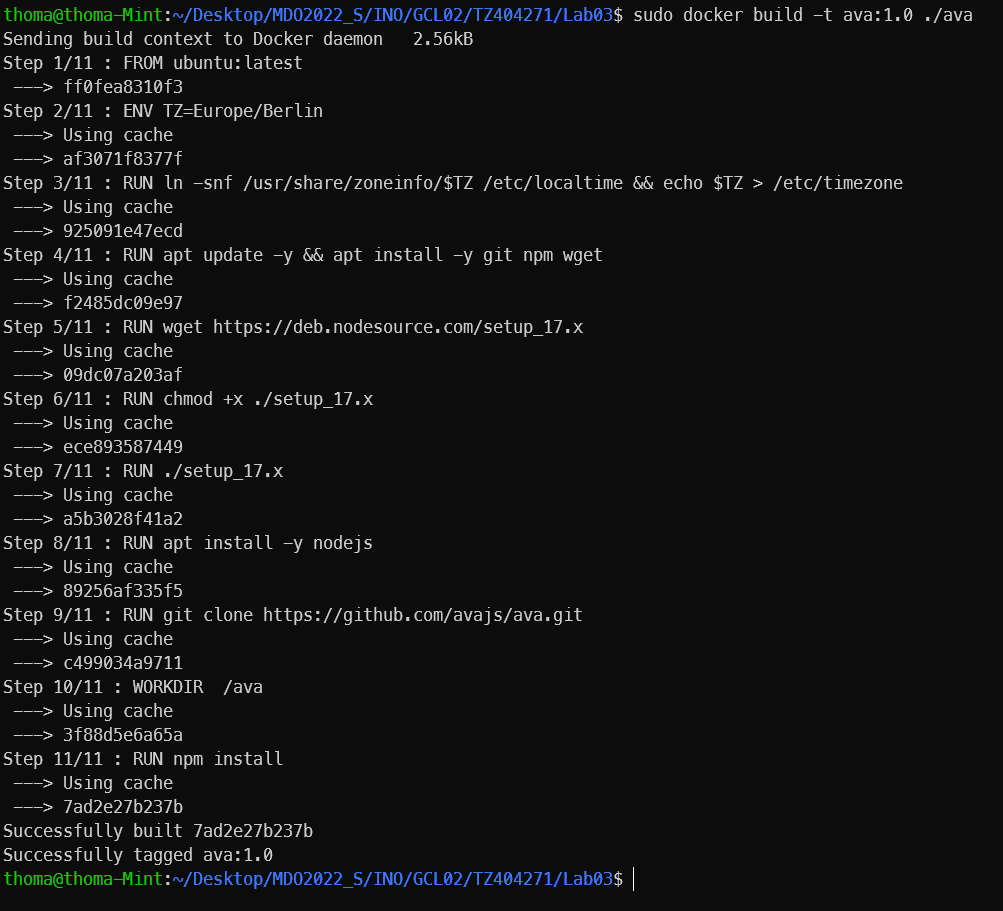 thoma@thoma-Mint:~/Desktop/MDO2022_S/INO/GCL02/TZ404271/Lab03$ sudo docker build -t ava:1.0 ./ava
Sending build context to Docker daemon   2.56kB
Step 1/11 : FROM ubuntu:latest
 ---> ff0fea8310f3
Step 2/11 : ENV TZ=Europe/Berlin
 ---> Using cache
 ---> af3071f8377f
Step 3/11 : RUN ln -snf /usr/share/zoneinfo/$TZ /etc/localtime && echo $TZ > /etc/timezone
 ---> Using cache
 ---> 925091e47ecd
Step 4/11 : RUN apt update -y && apt install -y git npm wget
 ---> Using cache
 ---> f2485dc09e97
Step 5/11 : RUN wget https://deb.nodesource.com/setup_17.x
 ---> Using cache
 ---> 09dc07a203af
Step 6/11 : RUN chmod +x ./setup_17.x
 ---> Using cache
 ---> ece893587449
Step 7/11 : RUN ./setup_17.x
 ---> Using cache
 ---> a5b3028f41a2
Step 8/11 : RUN apt install -y nodejs
 ---> Using cache
 ---> 89256af335f5
Step 9/11 : RUN git clone https://github.com/avajs/ava.git
 ---> Using cache
 ---> c499034a9711
Step 10/11 : WORKDIR  /ava
 ---> Using cache
 ---> 3f88d5e6a65a
Step 11/11 : RUN npm install
 ---> Using cache
 ---> 7ad2e27b237b
Successfully built 7ad2e27b237b
Successfully tagged ava:1.0
thoma@thoma-Mint:~/Desktop/MDO2022_S/INO/GCL02/TZ404271/Lab03$